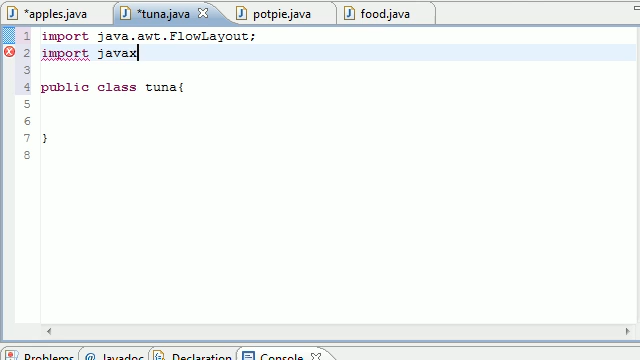 *apples.java *tuna.java potpie.java food.java
1 import java.awt.FlowLayout;
2 import javax
3
4 public class tuna{
5
6
7 }
8
Problems @ Javadoc Declaration Console